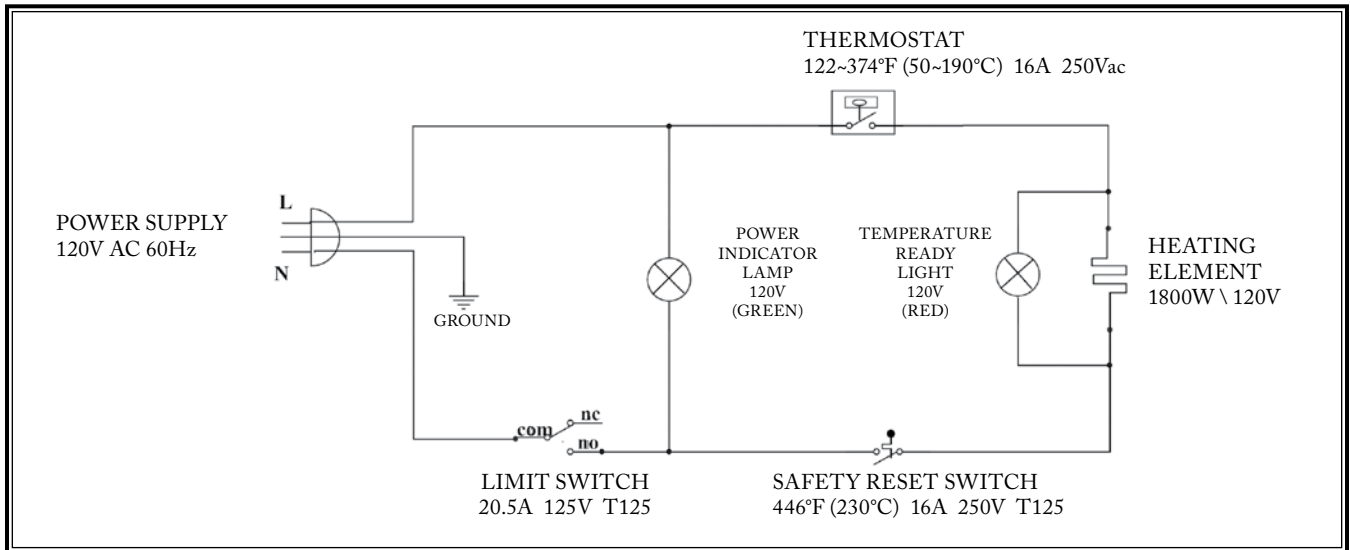 THERMOSTAT
122~374°F (50~190°C) 16A 250Vac
L
POWER SUPPLY
120V AC 60Hz
N
GROUND
POWER
INDICATOR
LAMP
120V
(GREEN)
TEMPERATURE
READY
LIGHT
120V
(RED)
HEATING
ELEMENT
1800W \ 120V
nc
com
no
LIMIT SWITCH
20.5A 125V T125
SAFETY RESET SWITCH
446°F (230°C) 16A 250V T125